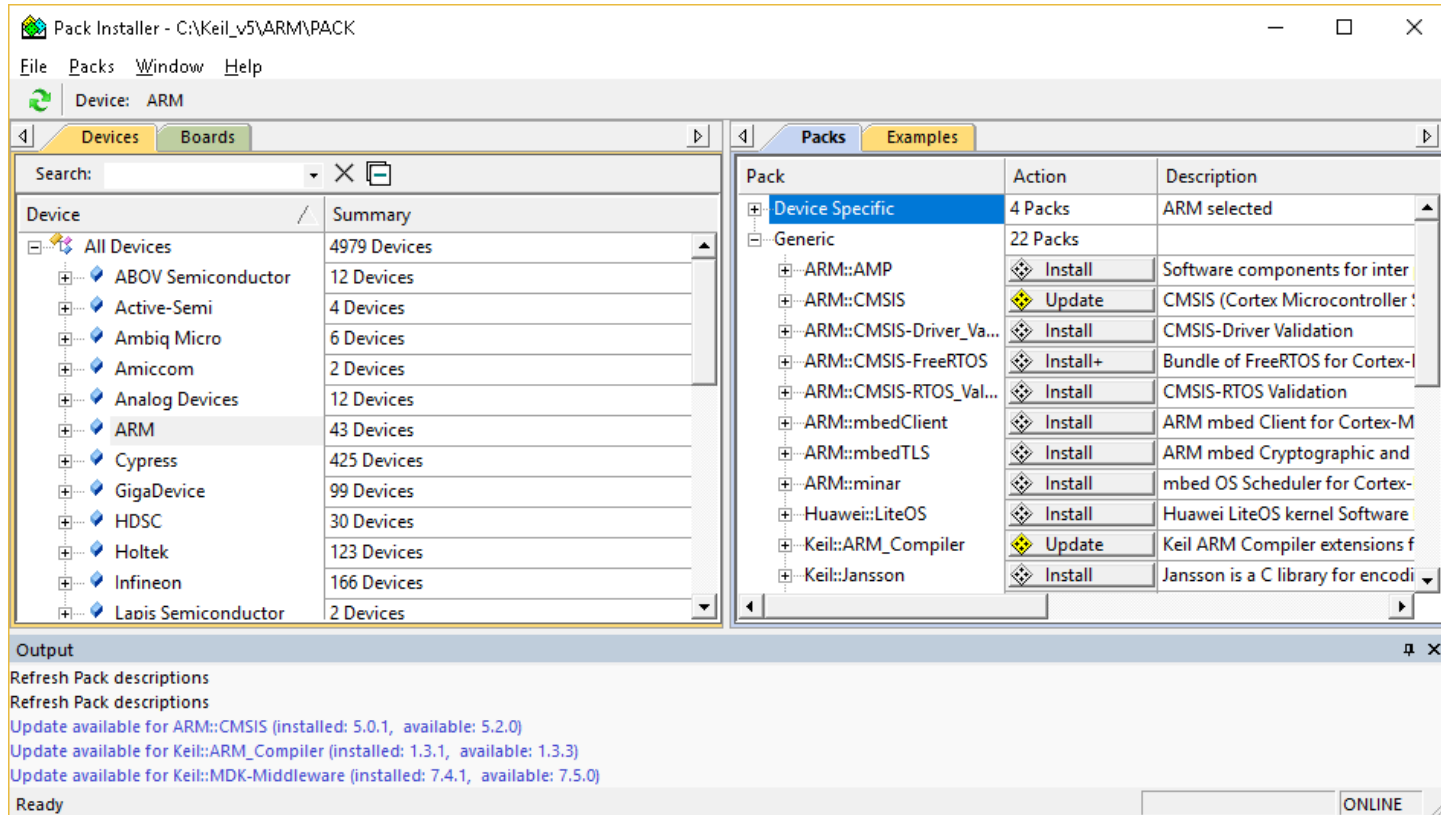 Pack Installer - C:\Keil_v5\ARM\PACK
File Packs Window Help
Device: ARM
Devices Boards
Search:
Device Summary
All Devices 4979 Devices
ABOV Semiconductor 12 Devices
Active-Semi 4 Devices
Ambiq Micro 6 Devices
Amiccom 2 Devices
Analog Devices 12 Devices
ARM 43 Devices
Cypress 425 Devices
GigaDevice 99 Devices
HDSC 30 Devices
Holtek 123 Devices
Infineon 166 Devices
Lapis Semiconductor 2 Devices
Packs Examples
Pack Action Description
Device Specific 4 Packs ARM selected
Generic 22 Packs
ARM::AMP Install Software components for inter
ARM::CMSIS Update CMSIS (Cortex Microcontroller
ARM::CMSIS-Driver_Va... Install CMSIS-Driver Validation
ARM::CMSIS-FreeRTOS Install+ Bundle of FreeRTOS for Cortex-
ARM::CMSIS-RTOS_Val... Install CMSIS-RTOS Validation
ARM::mbedClient Install ARM mbed Client for Cortex-M
ARM::mbedTLS Install ARM mbed Cryptographic and
ARM::minar Install mbed OS Scheduler for Cortex-
Huawei::LiteOS Install Huawei LiteOS kernel Software
Keil::ARM_Compiler Update Keil ARM Compiler extensions f
Keil::Jansson Install Jansson is a C library for encodi
Output
Refresh Pack descriptions
Refresh Pack descriptions
Update available for ARM::CMSIS (installed: 5.0.1, available: 5.2.0)
Update available for Keil::ARM_Compiler (installed: 1.3.1, available: 1.3.3)
Update available for Keil::MDK-Middleware (installed: 7.4.1, available: 7.5.0)
Ready ONLINE